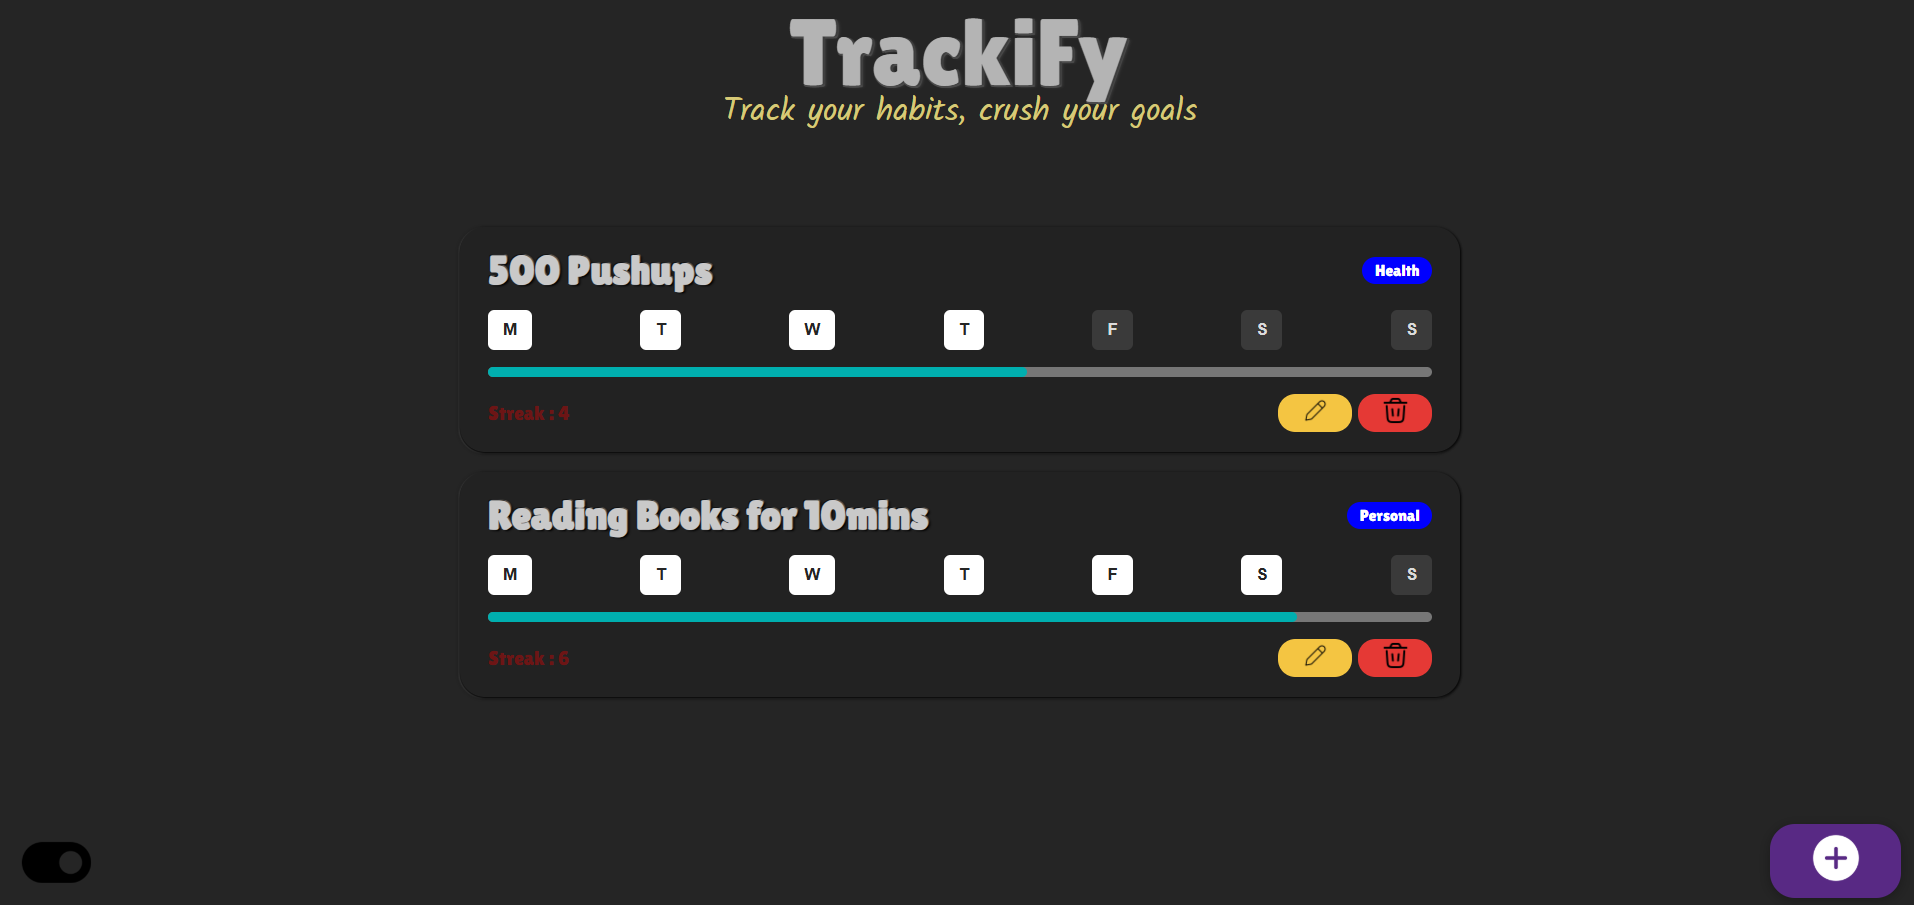 TrackiFy
Track your habits, crush your goals
500 Pushups Health
M T W T F S S
Streak : 4
Reading Books for 10mins Personal
M T W T F S S
Streak : 6